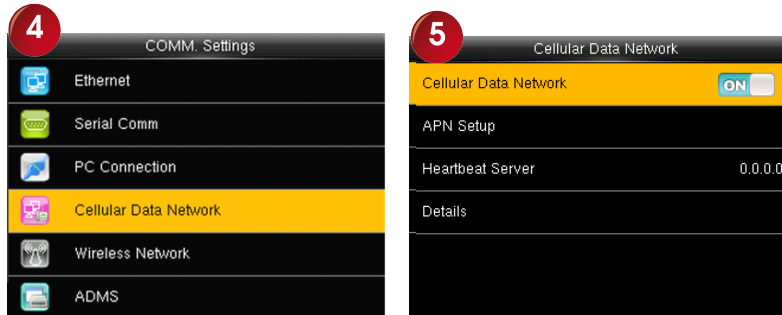 4
COMM. Settings
Ethernet
Serial Comm
PC Connection
Cellular Data Network
Wireless Network
ADMS
5
Cellular Data Network
Cellular Data Network ON
APN Setup
Heartbeat Server 0.0.0.0
Details